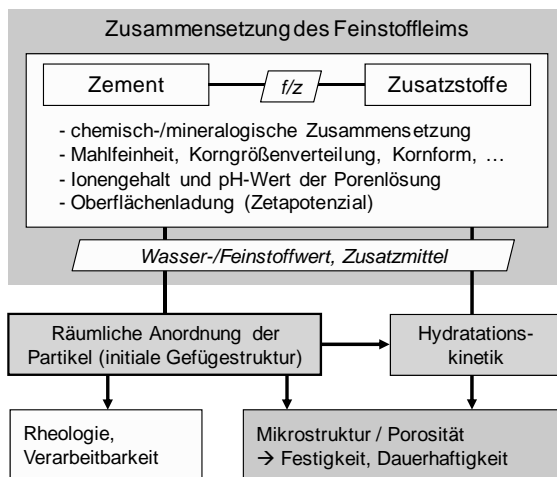 Zusammensetzung des Feinstoffleims
Zement
f/z
Zusatzstoffe
- chemisch-/mineralogische Zusammensetzung
- Mahlfeinheit, Korngrößenverteilung, Kornform, …
- Ionengehalt und pH-Wert der Porenlösung
- Oberflächenladung (Zetapotenzial)
Wasser-/Feinstoffwert, Zusatzmittel
Räumliche Anordnung der
Partikel (initiale Gefügestruktur)
Hydratations-
kinetik
Rheologie,
Verarbeitbarkeit
Mikrostruktur / Porosität
→ Festigkeit, Dauerhaftigkeit